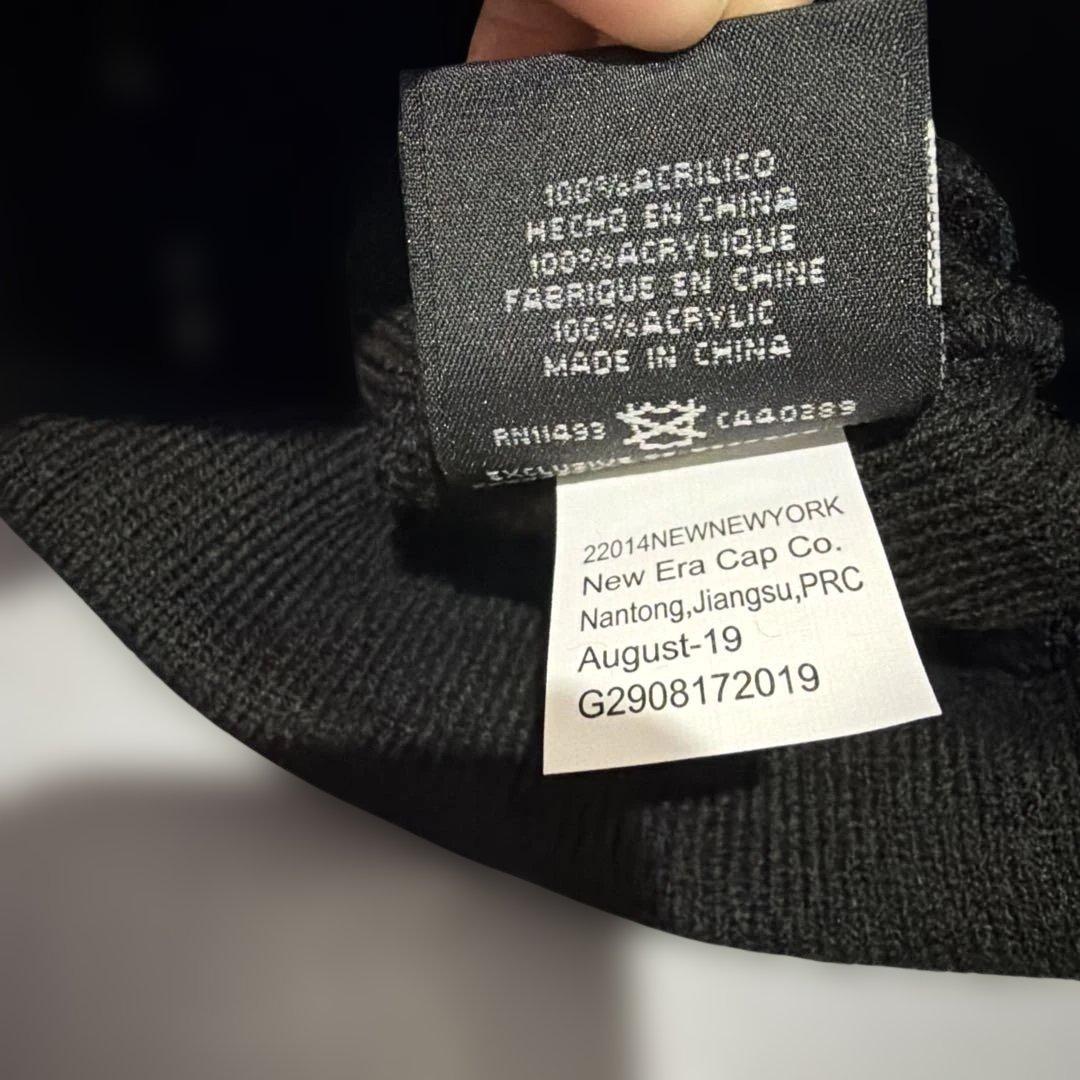 100%ACRILICO
HECHO EN CHINA
100%ACRYLIQUE
FABRIQUE EN CHINE
100%ACRYLIC
MADE IN CHINA
RN11493 CA40389
EXCLUSIVE
22014NEWNEWYORK
New Era Cap Co.
Nantong,Jiangsu,PRC
August-19
G2908172019